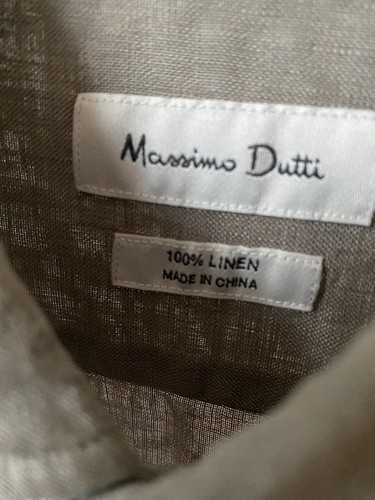 Massimo Dutti
100% LINEN
MADE IN CHINA